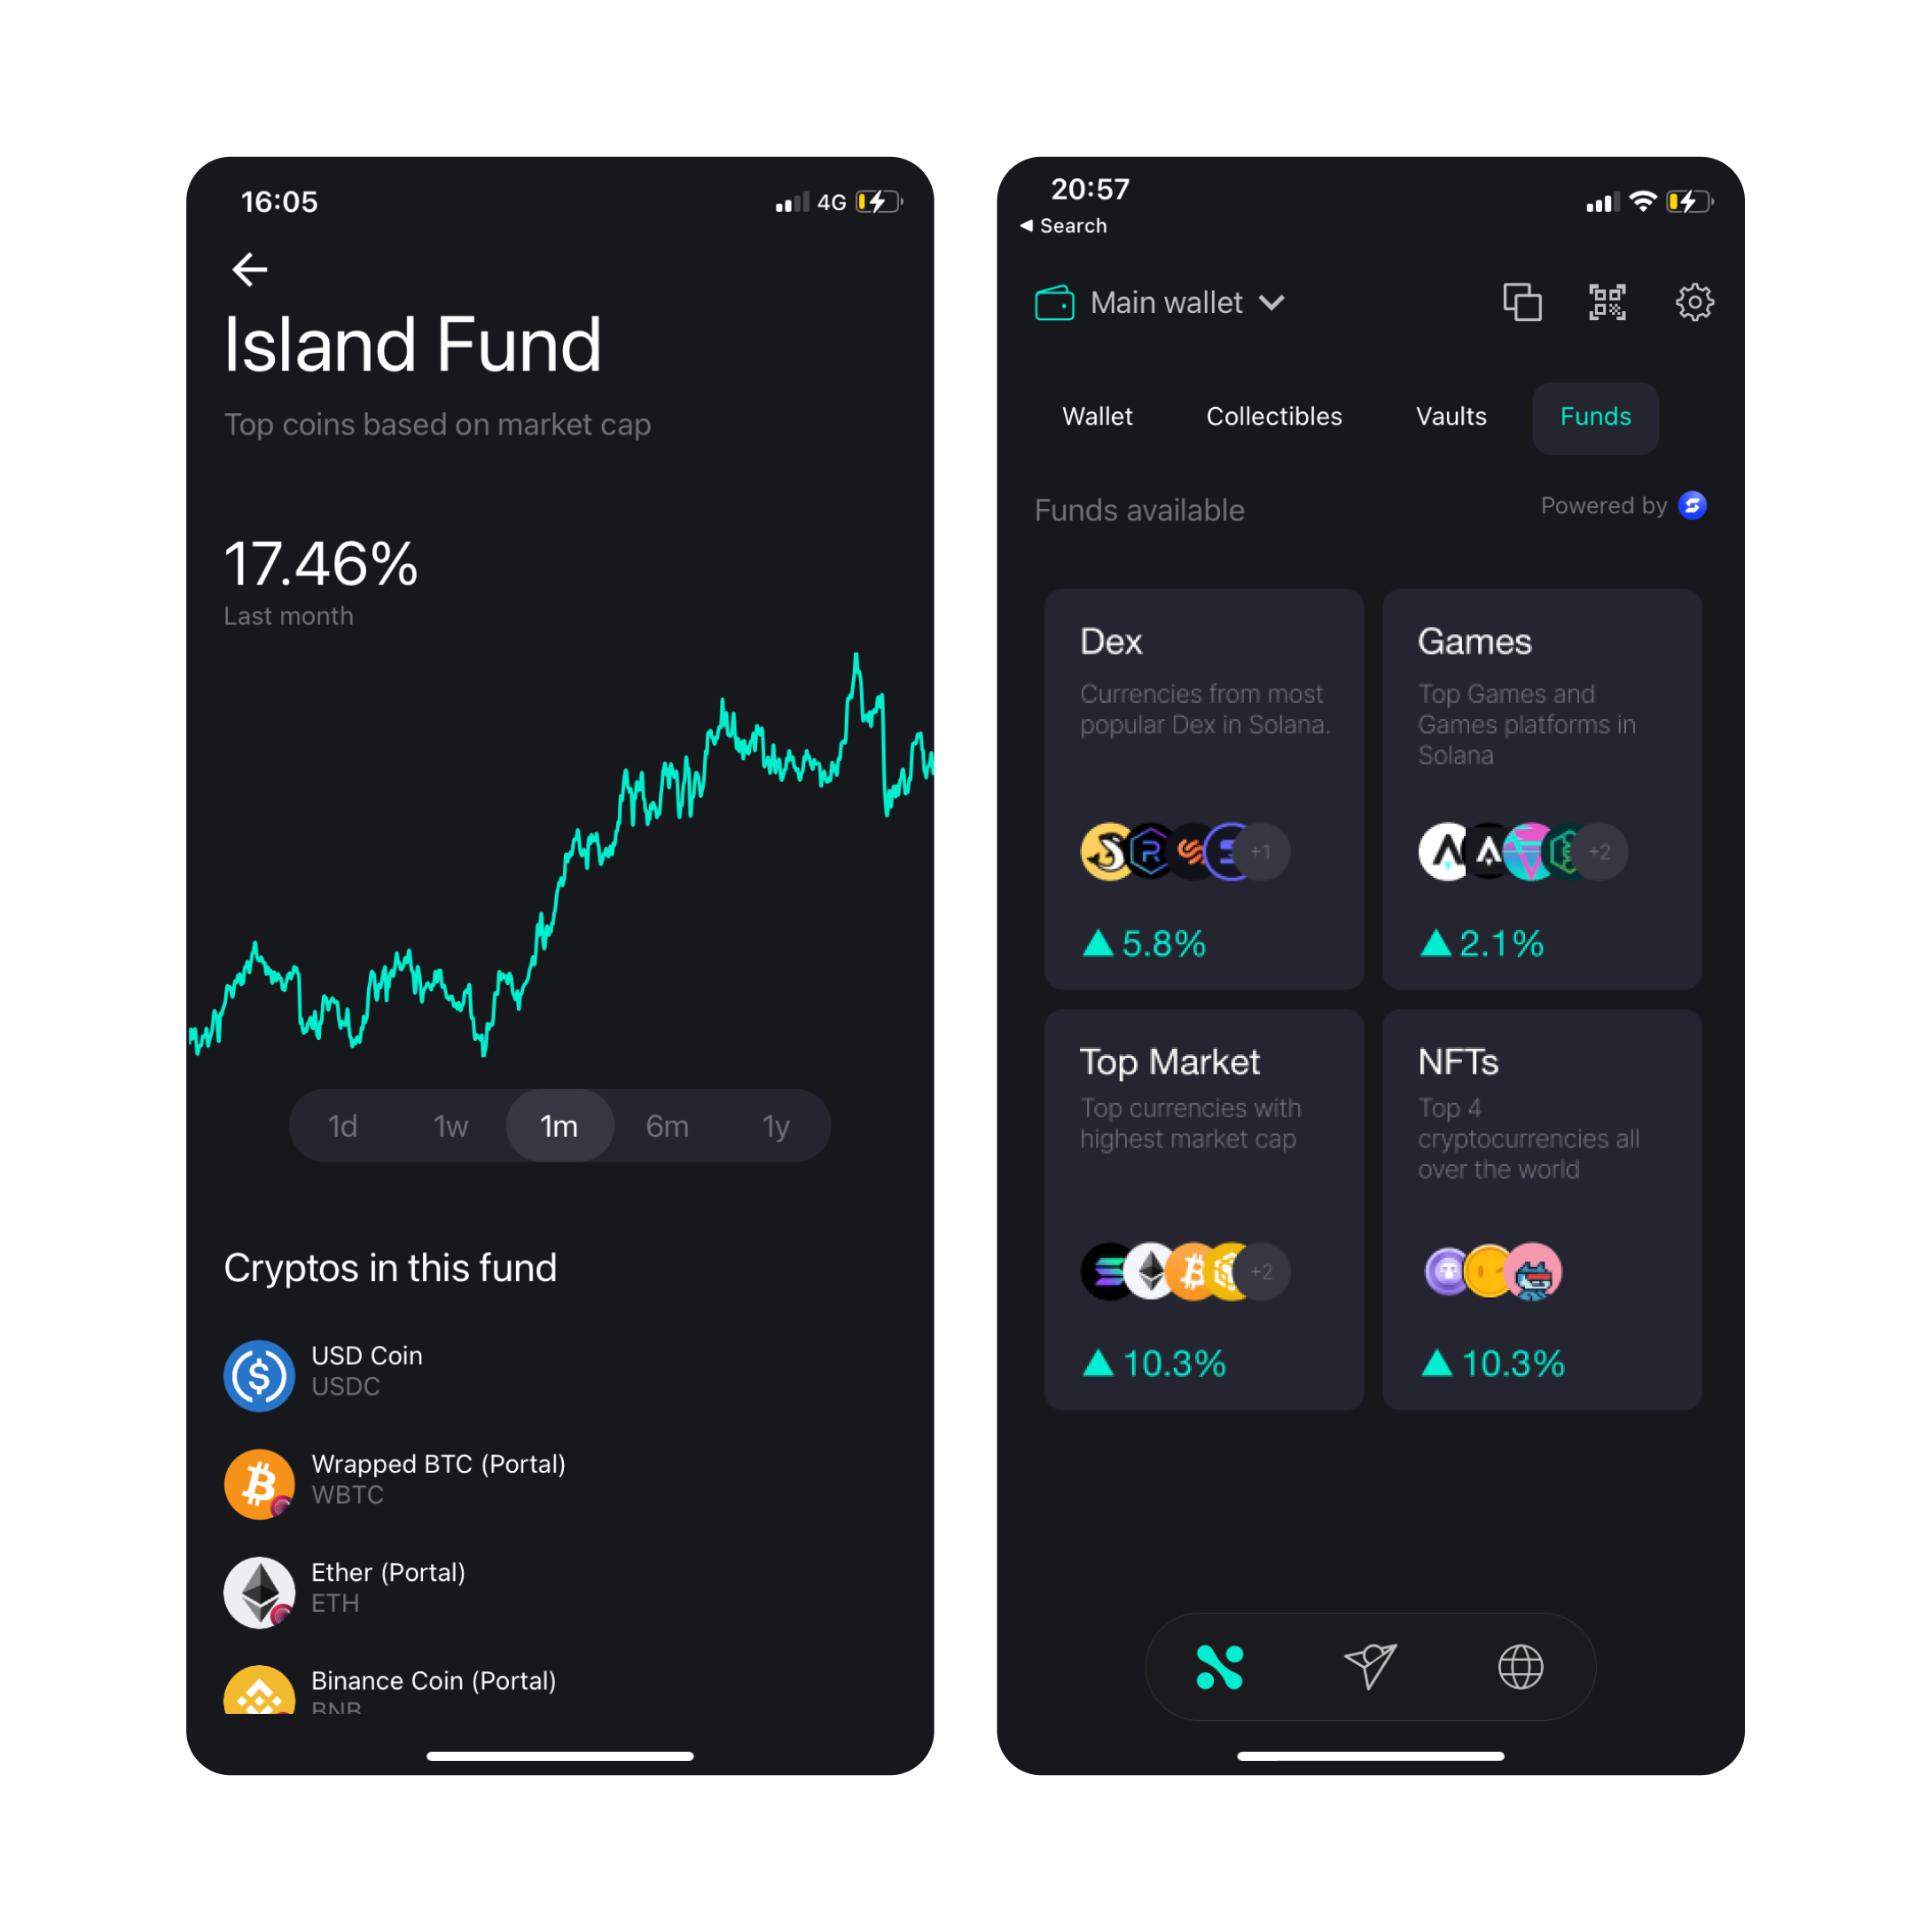 16:05
4G
Island Fund
Top coins based on market cap
17.46%
Last month
1d 1w 1m 6m 1y
Cryptos in this fund
USD Coin
USDC
Wrapped BTC (Portal)
WBTC
Ether (Portal)
ETH
Binance Coin (Portal)
BNB
20:57
Search
Main wallet
Wallet Collectibles Vaults Funds
Funds available
Powered by
Dex
Currencies from most
popular Dex in Solana.
+1
5.8%
Games
Top Games and
Games platforms in
Solana
+2
2.1%
Top Market
Top currencies with
highest market cap
+2
10.3%
NFTs
Top 4
cryptocurrencies all
over the world
10.3%